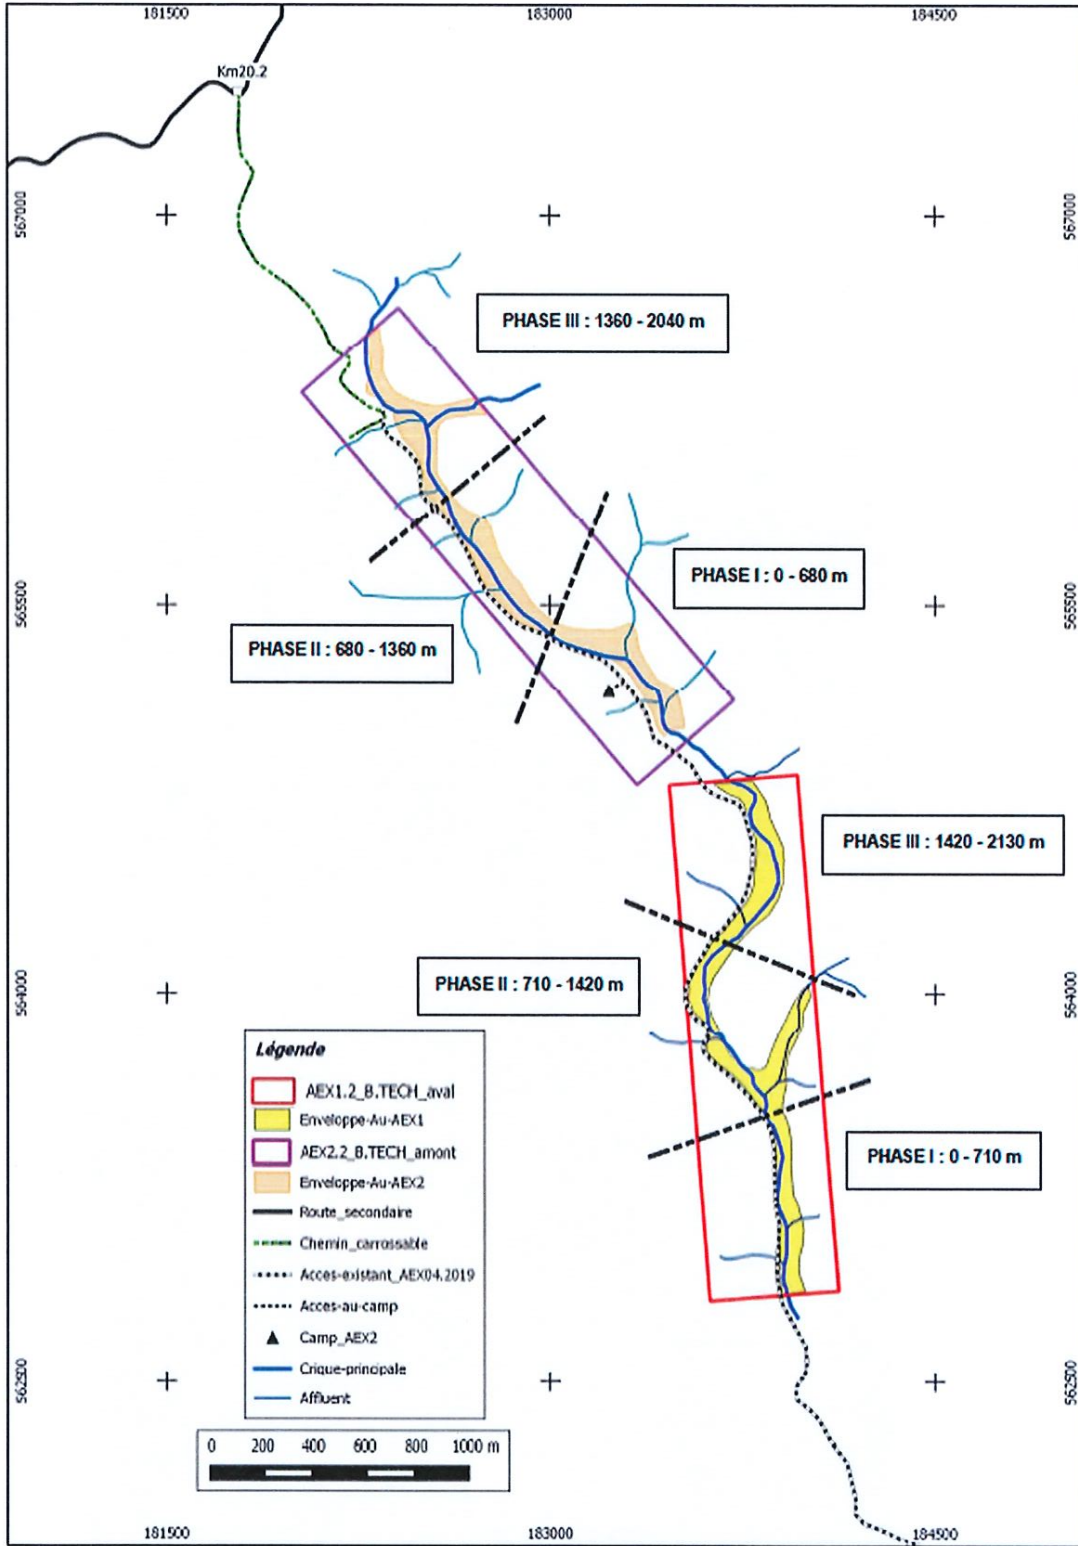 181500 183000 184500
Km20.2
567000 567000
PHASE III : 1360 - 2040 m
PHASE I : 0 - 680 m
565500 565500
PHASE II : 680 - 1360 m
PHASE III : 1420 - 2130 m
PHASE II : 710 - 1420 m
564000 564000
PHASE I : 0 - 710 m
Légende
AEX1.2_B.TECH_aval
Enveloppe-Au-AEX1
AEX2.2_B.TECH_amont
Enveloppe-Au-AEX2
Route_secondaire
Chemin_carrossable
Acces-existant_AEX04.2019
Acces-au-camp
Camp_AEX2
Crique-principale
Affluent
562500 562500
0 200 400 600 800 1000 m
181500 183000 184500